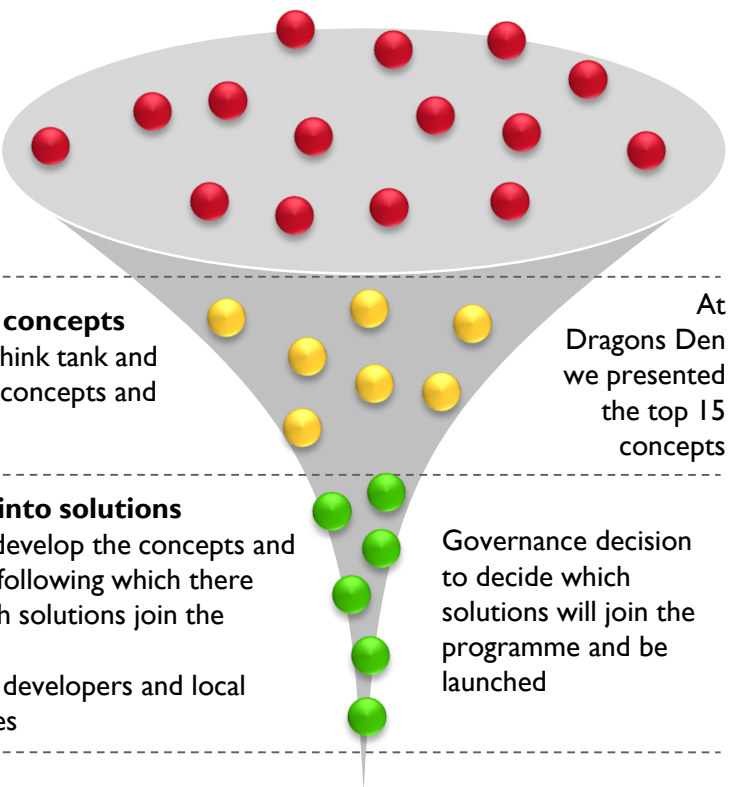 concepts
hink tank and
concepts and
At
Dragons Den
we presented
the top 15
concepts
into solutions
develop the concepts and
following which there
h solutions join the
developers and local
es
Governance decision
to decide which
solutions will join the
programme and be
launched